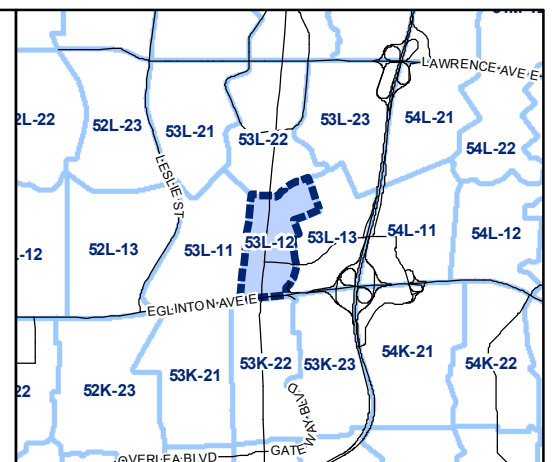 LAWRENCE AVE E
2L-22
52L-23
53L-21
53L-22
53L-23
54L-21
54L-22
LESLIE ST
-12
52L-13
53L-11
53L-12
53L-13
54L-11
54L-12
EGLINTON AVE E
22
52K-23
53K-21
53K-22
53K-23
54K-21
54K-22
OVERLEA BLVD
GATEWAY BLVD